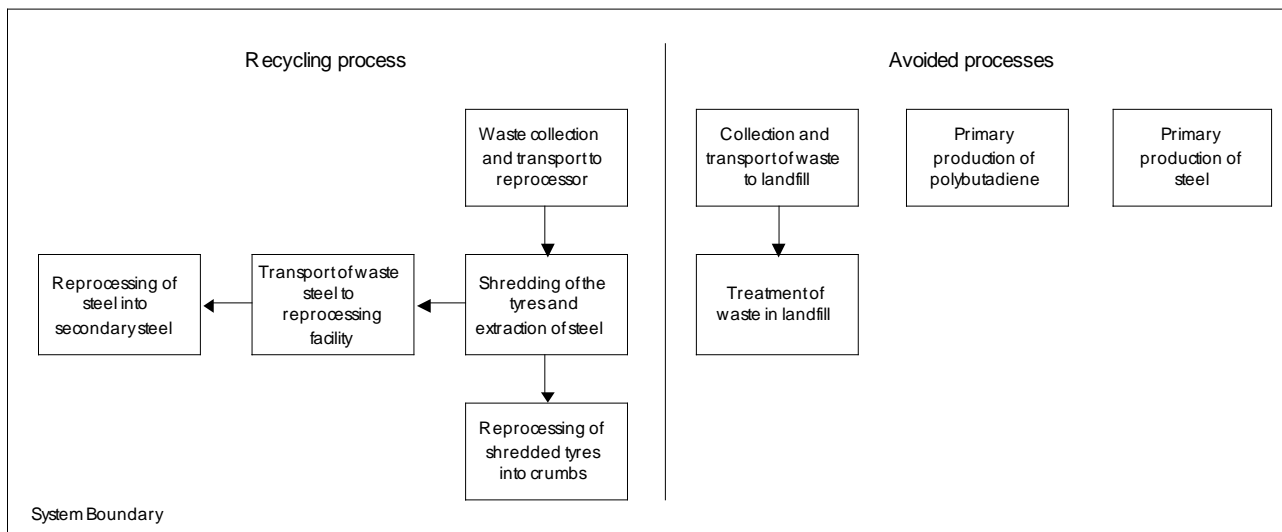 Recycling process
Avoided processes
Waste collection
and transport to
reprocessor
Collection and
transport of waste
to landfill
Primary
production of
polybutadiene
Primary
production of
steel
Reprocessing of
steel into
secondary steel
Transport of waste
steel to
reprocessing
facility
Shredding of the
tyres and
extraction of steel
Treatment of
waste in landfill
Reprocessing of
shredded tyres
into crumbs
System Boundary